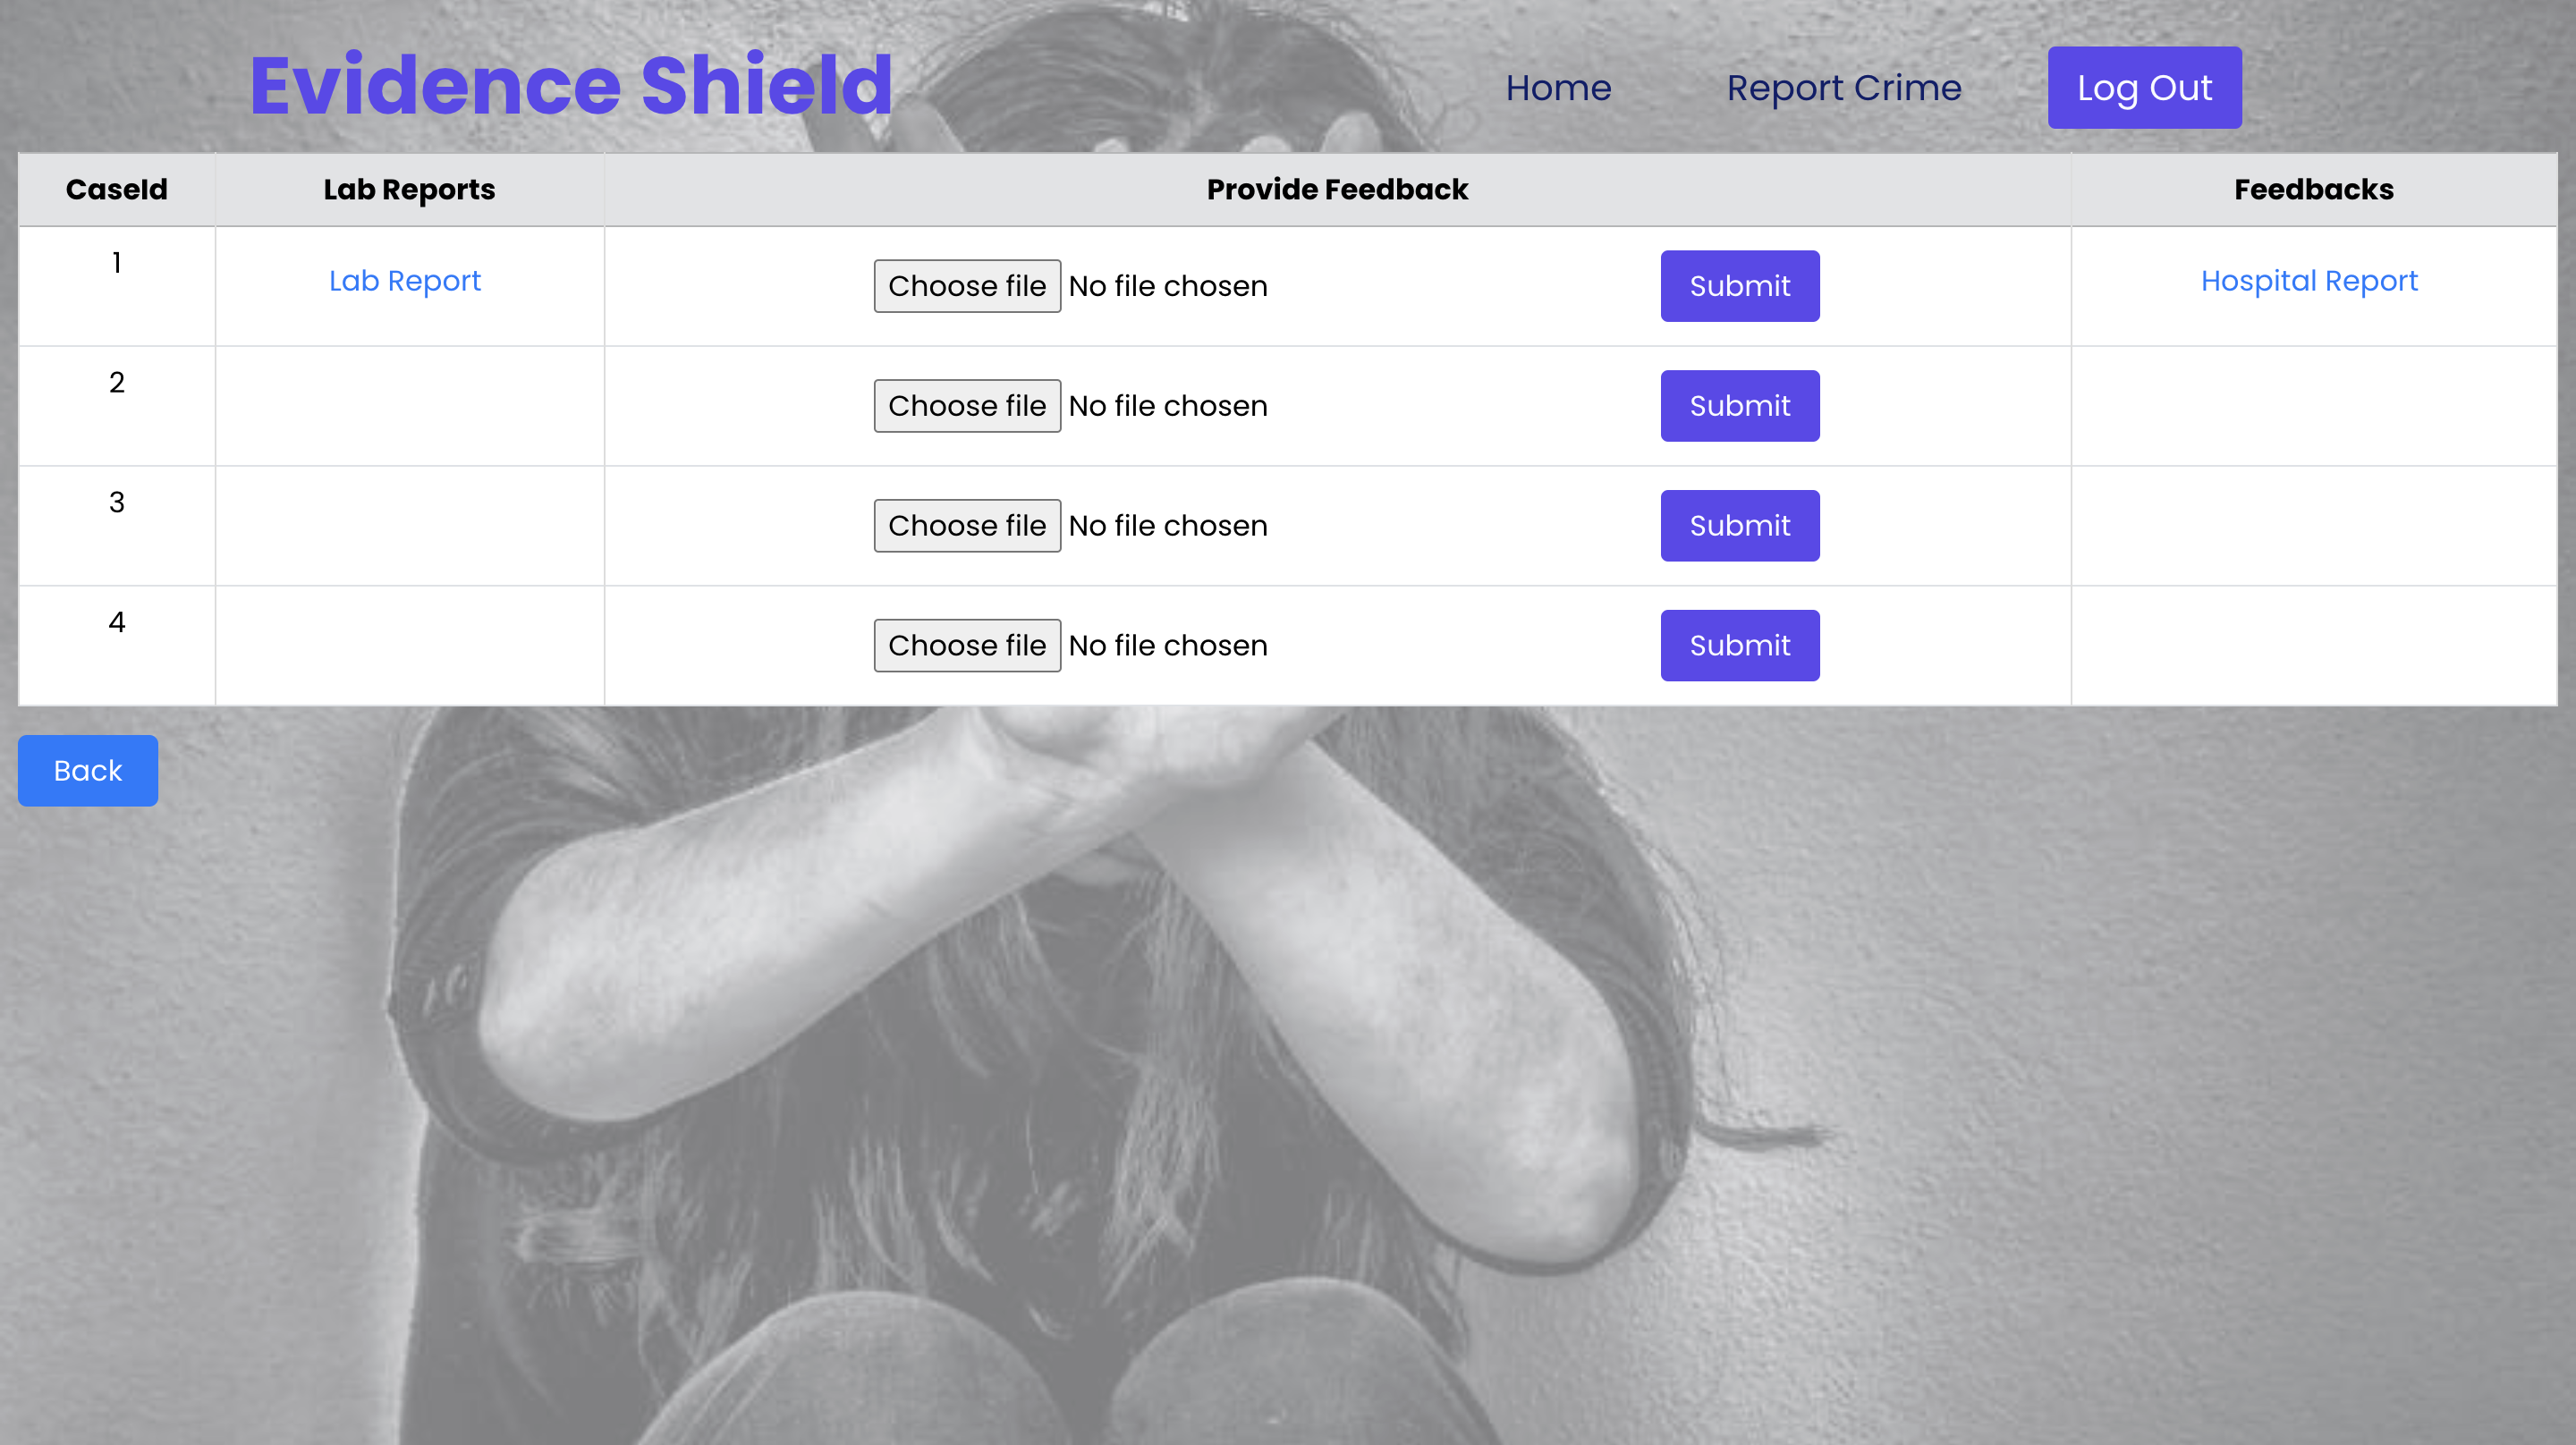 Evidence Shield Home Report Crime Log Out
CaseId Lab Reports Provide Feedback Feedbacks
1 Lab Report Choose file No file chosen Submit Hospital Report
2 Choose file No file chosen Submit
3 Choose file No file chosen Submit
4 Choose file No file chosen Submit
Back